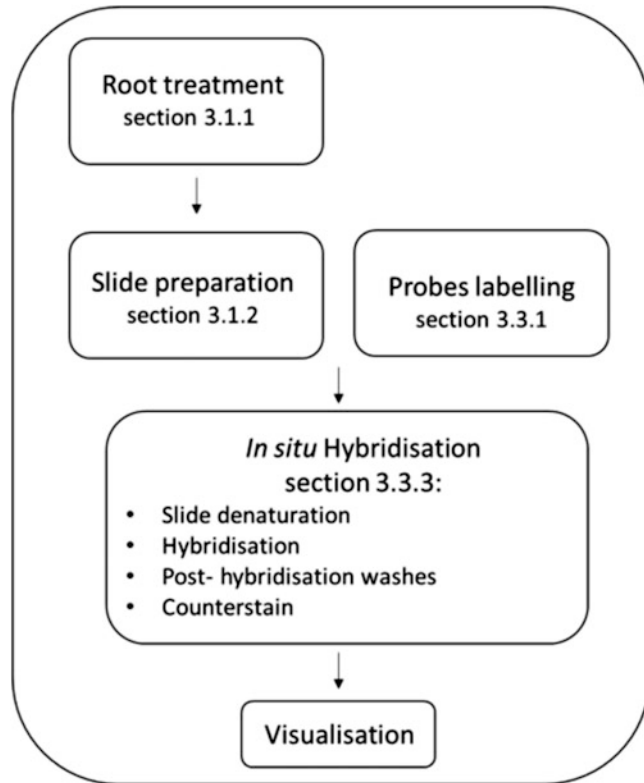 Root treatment
section 3.1.1
Slide preparation
section 3.1.2
Probes labelling
section 3.3.1
In situ Hybridisation
section 3.3.3:
• Slide denaturation
• Hybridisation
• Post- hybridisation washes
• Counterstain
Visualisation